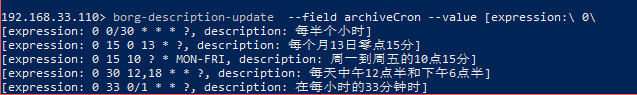 192.168.33.110> borg-description-update  --field archiveCron --value [expression:\ 0\
[expression: 0 0/30 * * * ?, description: 每半个小时]
[expression: 0 15 0 13 * ?, description: 每个月13日零点15分]
[expression: 0 15 10 ? * MON-FRI, description: 周一到周五的10点15分]
[expression: 0 30 12,18 * * ?, description: 每天中午12点半和下午6点半]
[expression: 0 33 0/1 * * ?, description: 在每小时的33分钟时]